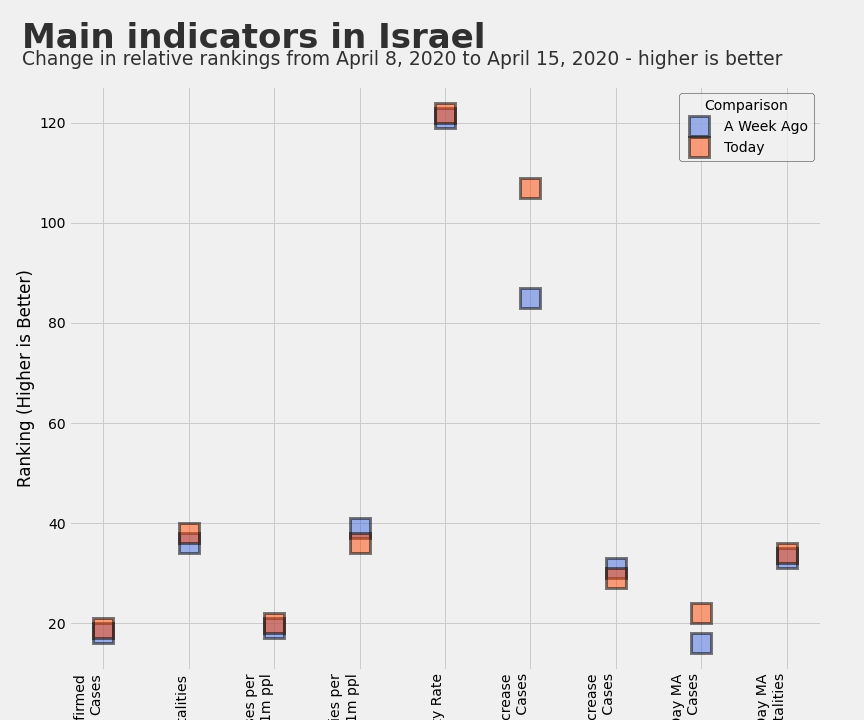 Main indicators in Israel
Change in relative rankings from April 8, 2020 to April 15, 2020 - higher is better
Comparison
A Week Ago
Today
Ranking (Higher is Better)
120
100
80
60
40
20
firmed
Cases
talities
es per
1m ppl
ies per
1m ppl
y Rate
crease
Cases
crease
Cases
ay MA
Cases
ay MA
talities